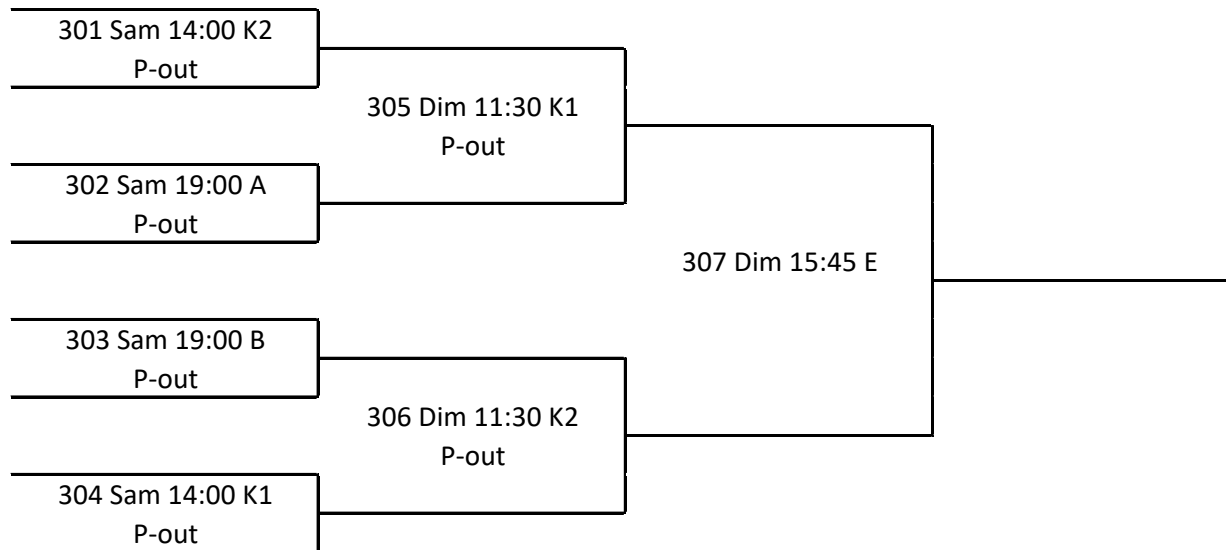 301 Sam 14:00 K2
P-out
305 Dim 11:30 K1
P-out
302 Sam 19:00 A
P-out
307 Dim 15:45 E
303 Sam 19:00 B
P-out
306 Dim 11:30 K2
P-out
304 Sam 14:00 K1
P-out